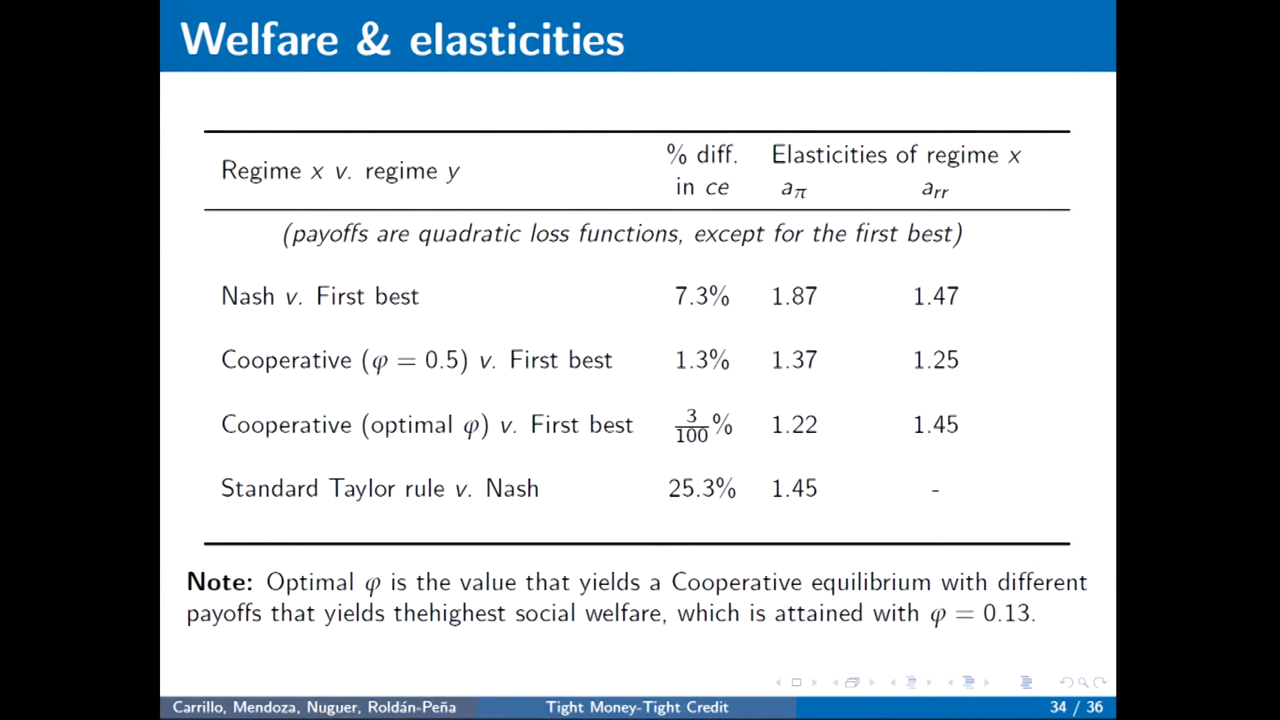 Welfare & elasticities
Regime x v. regime y
% diff.
in ce
Elasticities of regime x
aπ
arr
(payoffs are quadratic loss functions, except for the first best)
Nash v. First best 7.3% 1.87 1.47
Cooperative (φ = 0.5) v. First best 1.3% 1.37 1.25
Cooperative (optimal φ) v. First best 3/100% 1.22 1.45
Standard Taylor rule v. Nash 25.3% 1.45 -
Note: Optimal φ is the value that yields a Cooperative equilibrium with different
payoffs that yields thehighest social welfare, which is attained with φ = 0.13.
Carrillo, Mendoza, Nuguer, Roldán-Peña Tight Money-Tight Credit 34 / 36